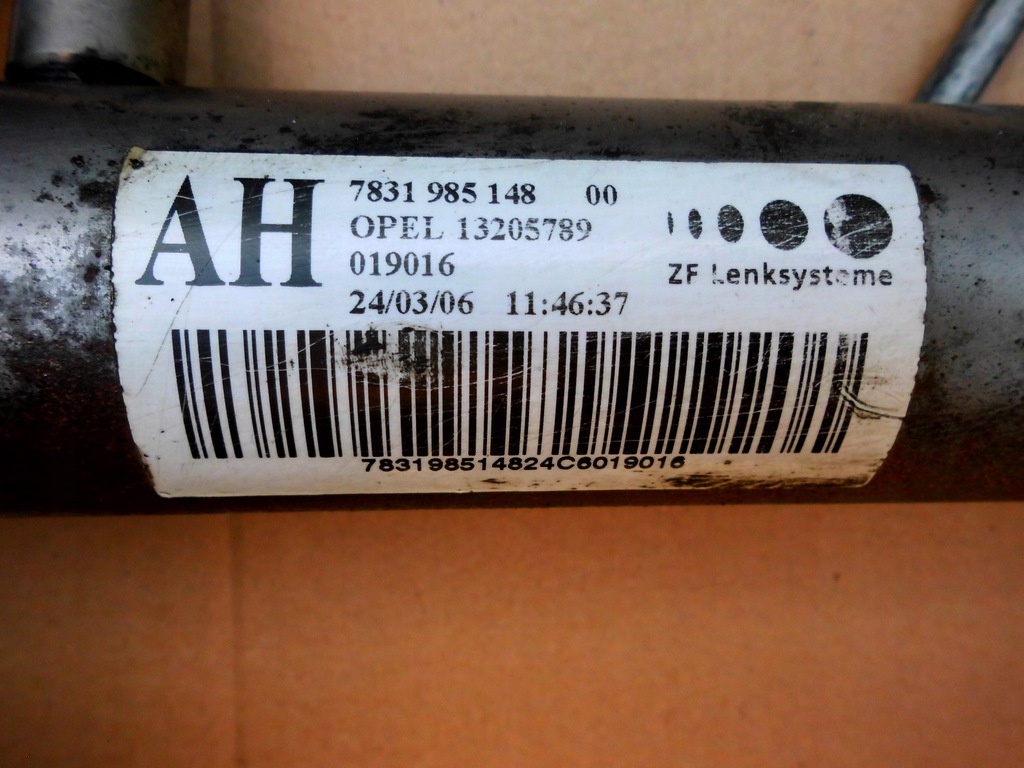 AH
7831 985 148 00
OPEL 13205789
019016
24/03/06 11:46:37
ZF Lenksysteme
783198514824C6019016